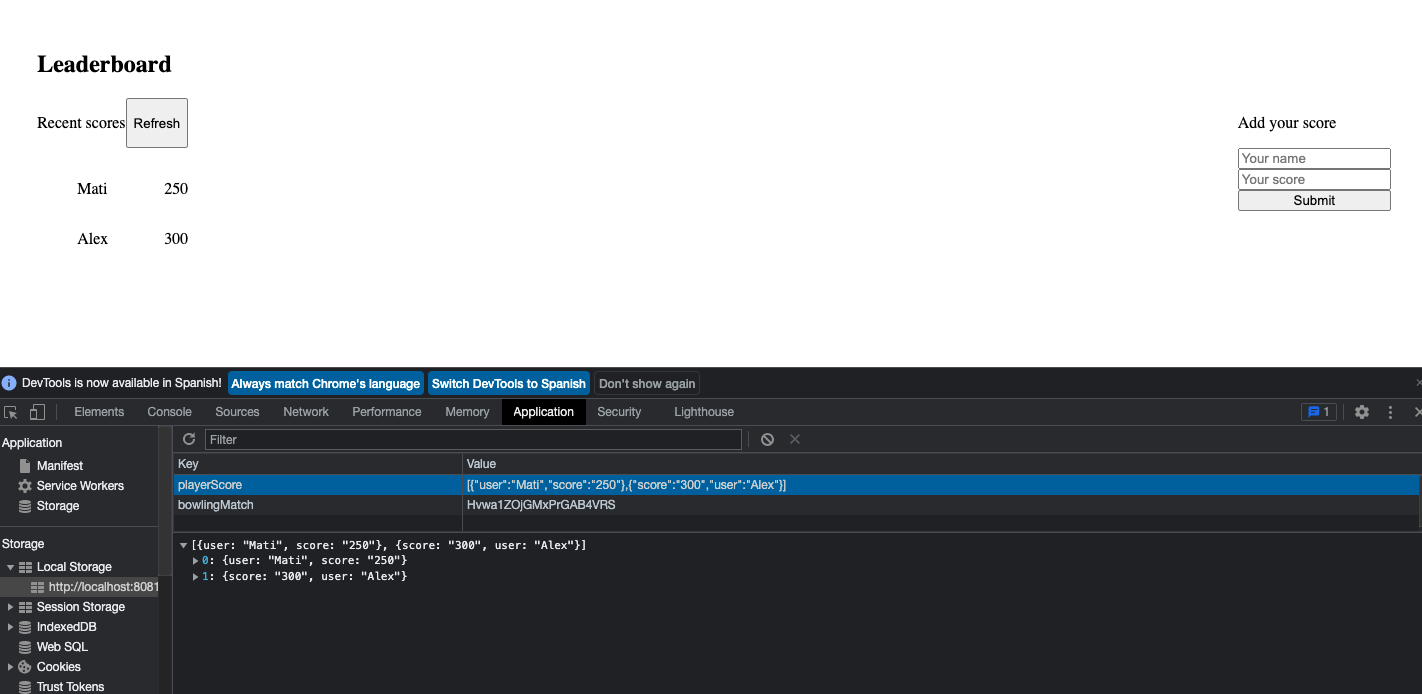 Leaderboard
Recent scores Refresh
Add your score
Your name
Your score
Submit
Mati 250
Alex 300
DevTools is now available in Spanish! Always match Chrome's language Switch DevTools to Spanish Don't show again
Elements Console Sources Network Performance Memory Application Security Lighthouse 1
Application
Manifest
Service Workers
Storage
Storage
Local Storage
http://localhost:8081
Session Storage
IndexedDB
Web SQL
Cookies
Trust Tokens
Filter
Key Value
playerScore [{"user":"Mati","score":"250"},{"score":"300","user":"Alex"}]
bowlingMatch Hvwa1ZOjGMxPrGAB4VRS
[{user: "Mati", score: "250"}, {score: "300", user: "Alex"}]
0: {user: "Mati", score: "250"}
1: {score: "300", user: "Alex"}